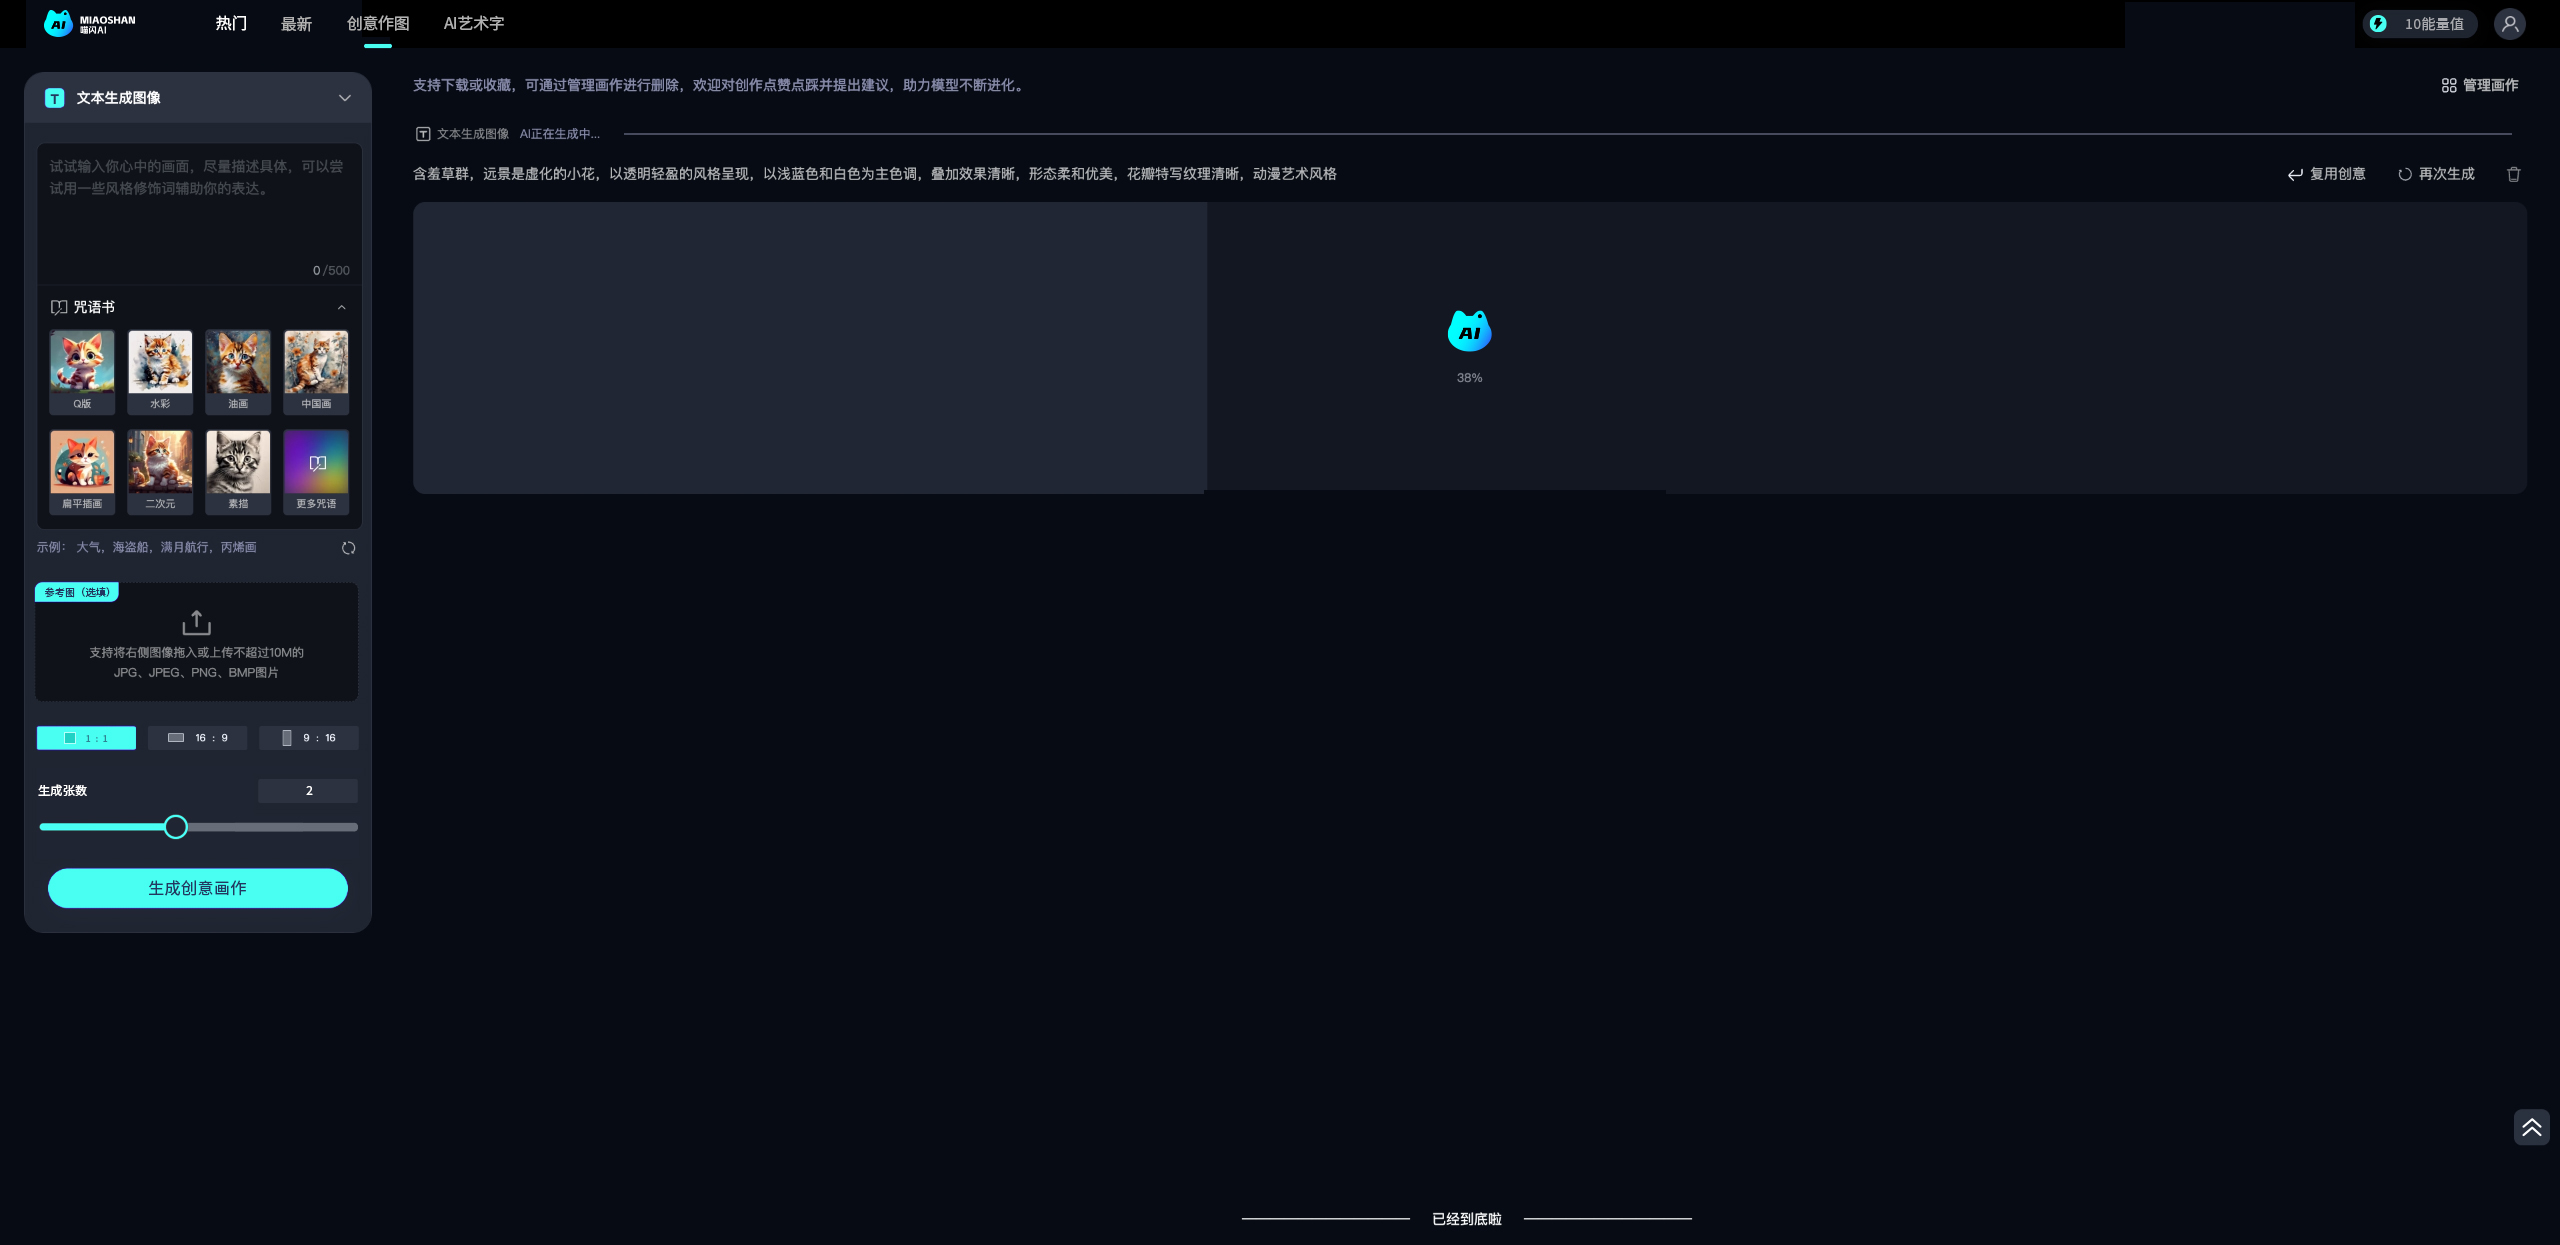 AI MIAOSHAN
喵闪AI
热门 最新 创意作图 AI艺术字
10能量值
T 文本生成图像
试试输入你心中的画面，尽量描述具体，可以尝
试用一些风格修饰词辅助你的表达。
0/500
咒语书
Q版 水彩 油画 中国画
扁平插画 二次元 素描 更多咒语
示例： 大气，海盗船，满月航行，丙烯画
参考图（选填）
支持将右侧图像拖入或上传不超过10M的
JPG、JPEG、PNG、BMP图片
1 : 1 16 : 9 9 : 16
生成张数 2
生成创意画作
支持下载或收藏，可通过管理画作进行删除，欢迎对创作点赞点踩并提出建议，助力模型不断进化。
管理画作
T 文本生成图像 AI正在生成中...
含羞草群，远景是虚化的小花，以透明轻盈的风格呈现，以浅蓝色和白色为主色调，叠加效果清晰，形态柔和优美，花瓣特写纹理清晰，动漫艺术风格
复用创意 再次生成
AI
38%
已经到底啦